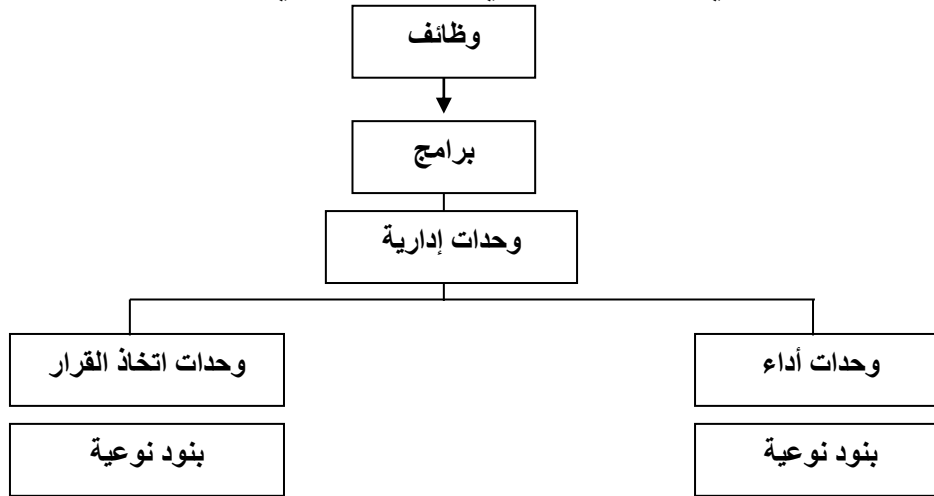 وظائف
برامج
وحدات إدارية
وحدات أداء
وحدات اتخاذ القرار
بنود نوعية
بنود نوعية